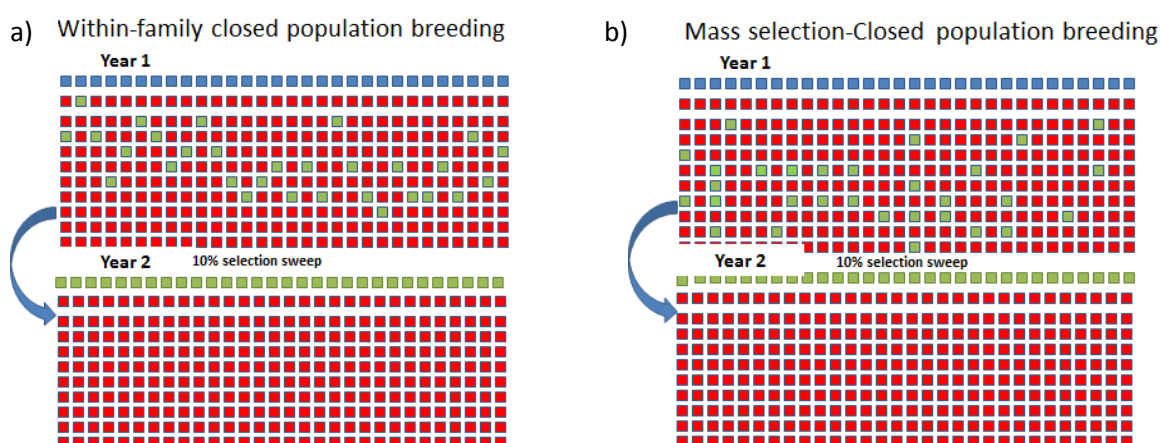 a) Within-family closed population breeding
Year 1
Year 2 10% selection sweep
b) Mass selection-Closed population breeding
Year 1
Year 2 10% selection sweep